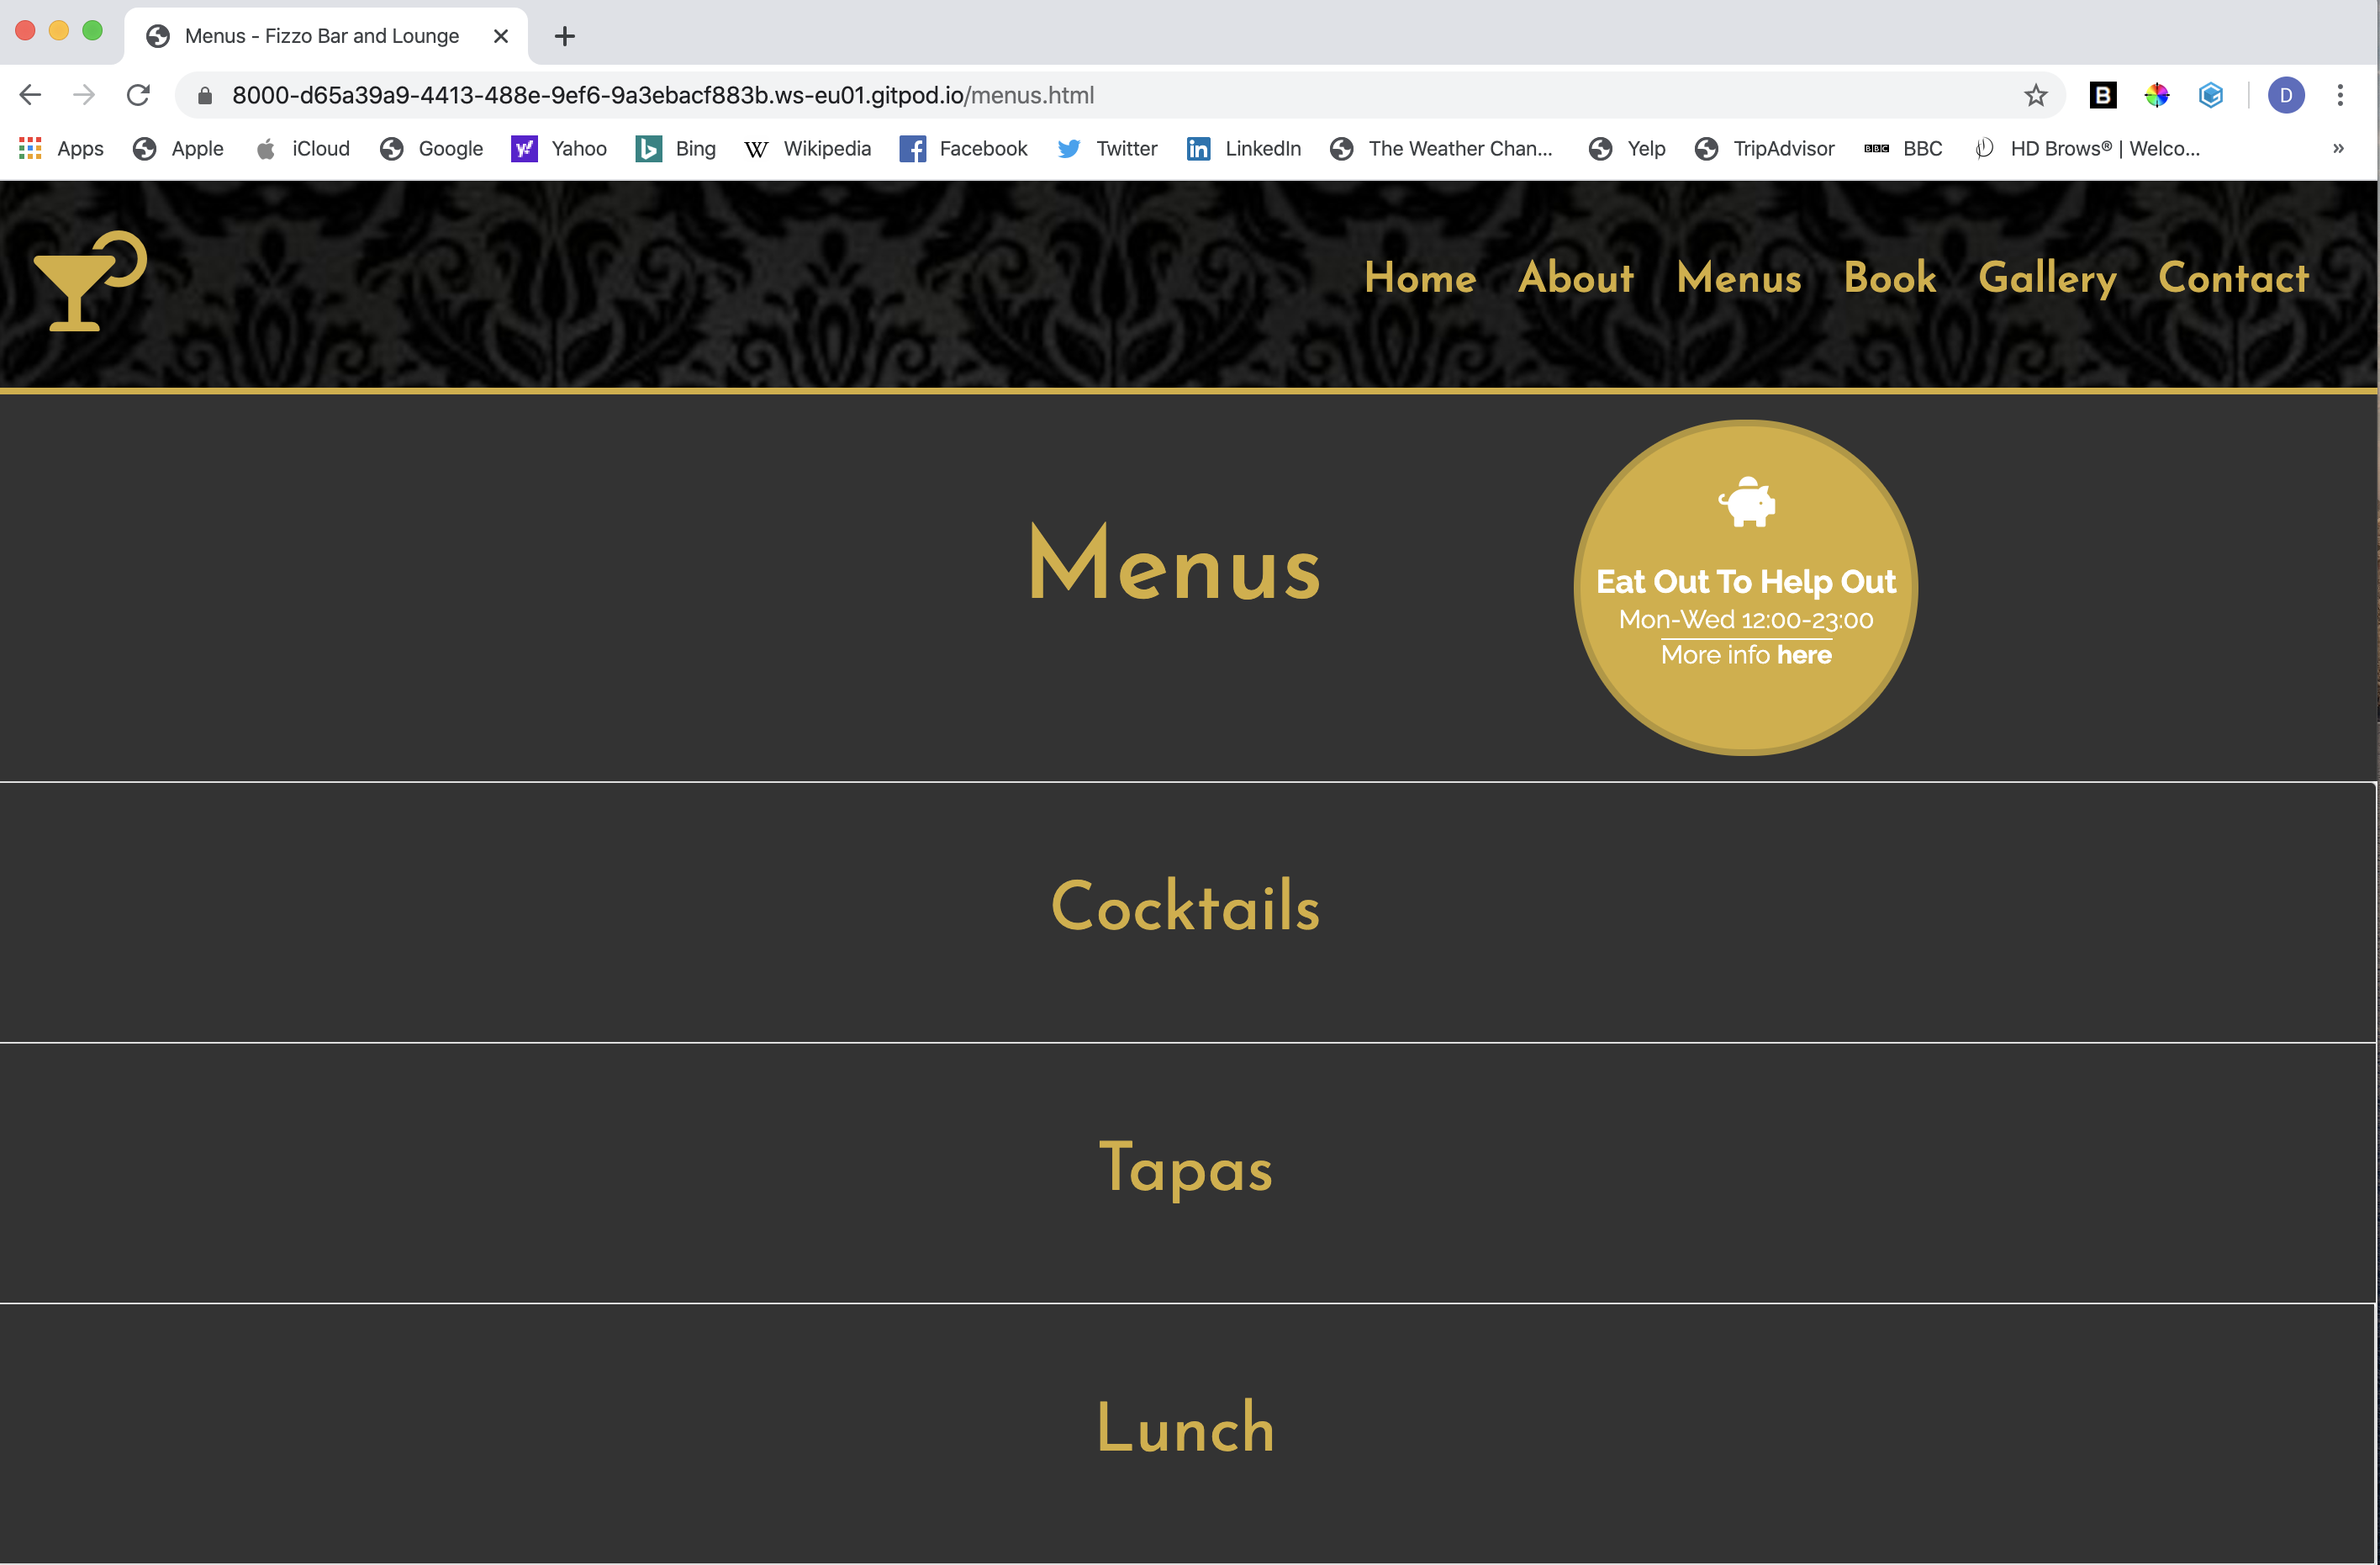 Menus - Fizzo Bar and Lounge
8000-d65a39a9-4413-488e-9ef6-9a3ebacf883b.ws-eu01.gitpod.io/menus.html
B
D
Apps Apple iCloud Google Yahoo Bing Wikipedia Facebook Twitter LinkedIn The Weather Chan... Yelp TripAdvisor BBC BBC HD Brows® | Welco... »
Home About Menus Book Gallery Contact
Menus
Eat Out To Help Out
Mon-Wed 12:00-23:00
More info here
Cocktails
Tapas
Lunch